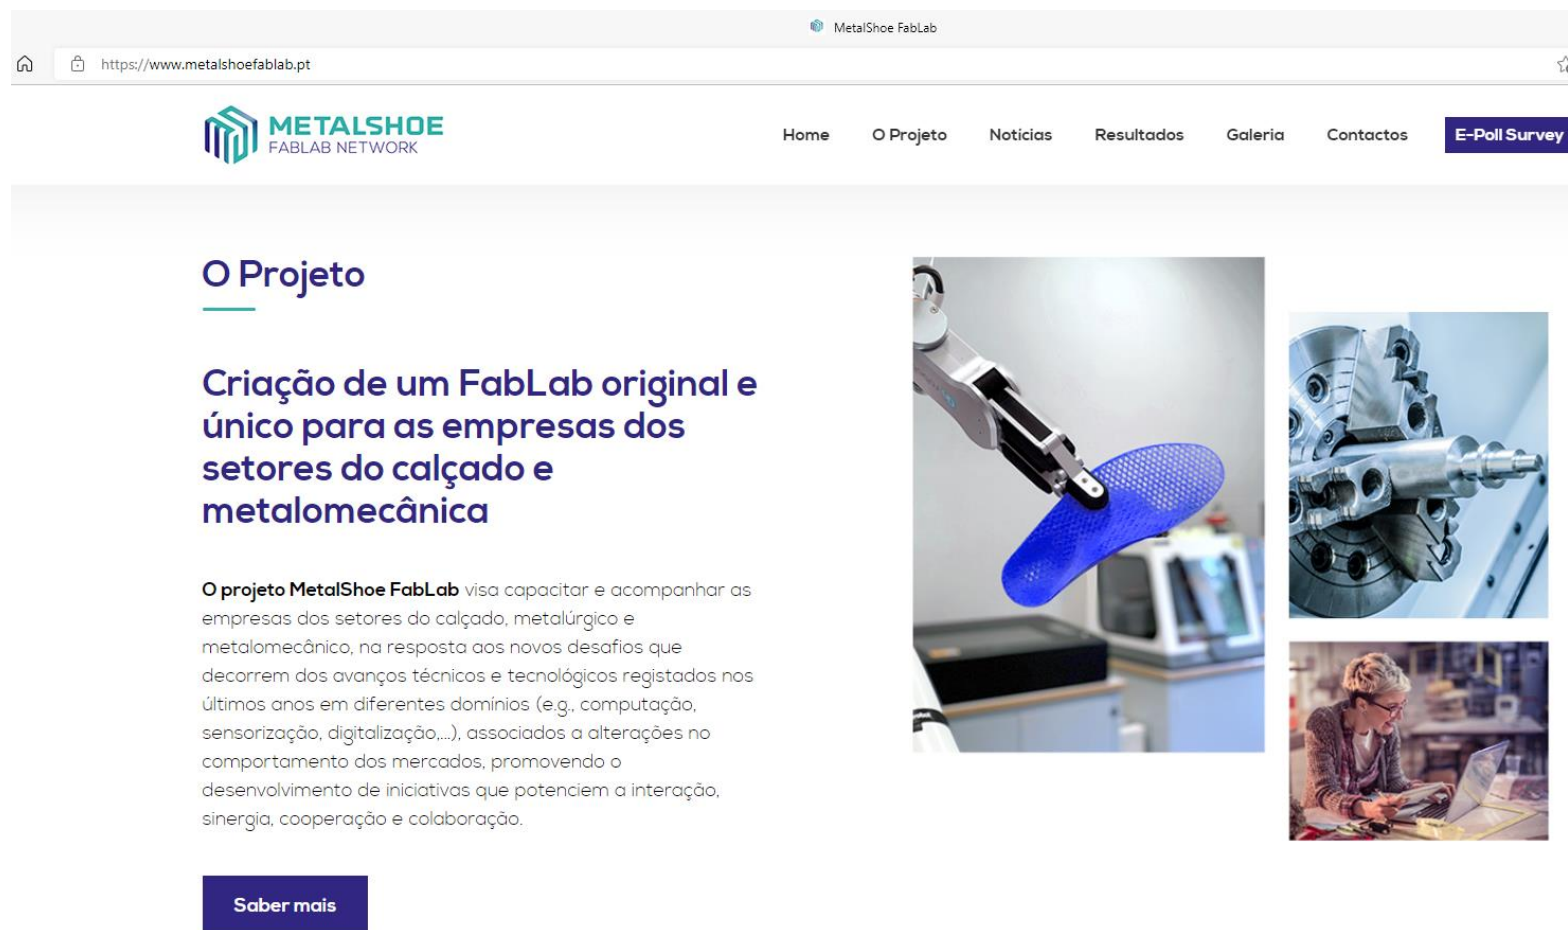 MetalShoe FabLab
https://www.metalshoefablab.pt
METALSHOE
FABLAB NETWORK
Home O Projeto Notícias Resultados Galeria Contactos E-Poll Survey
O Projeto
Criação de um FabLab original e
único para as empresas dos
setores do calçado e
metalomecânica
O projeto MetalShoe FabLab visa capacitar e acompanhar as
empresas dos setores do calçado, metalúrgico e
metalomecânico, na resposta aos novos desafios que
decorrem dos avanços técnicos e tecnológicos registados nos
últimos anos em diferentes domínios (e.g., computação,
sensorização, digitalização,...), associados a alterações no
comportamento dos mercados, promovendo o
desenvolvimento de iniciativas que potenciem a interação,
sinergia, cooperação e colaboração.
Saber mais